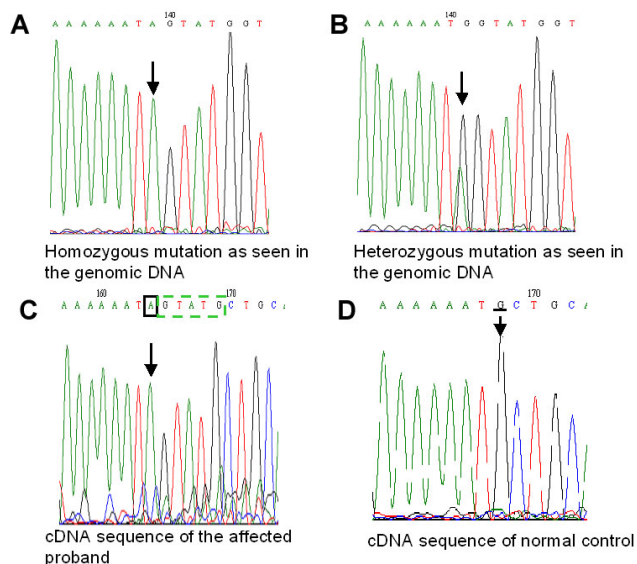 A
140
A A A A A A T A G T A T G G T
Homozygous mutation as seen in
the genomic DNA
B
140
A A A A A A T G G T A T G G T
Heterozygous mutation as seen in
the genomic DNA
C
160 170
A A A A A A T A G T A T G C T G C A
cDNA sequence of the affected
proband
D
170
A A A A A A T G C T G C A
cDNA sequence of normal control